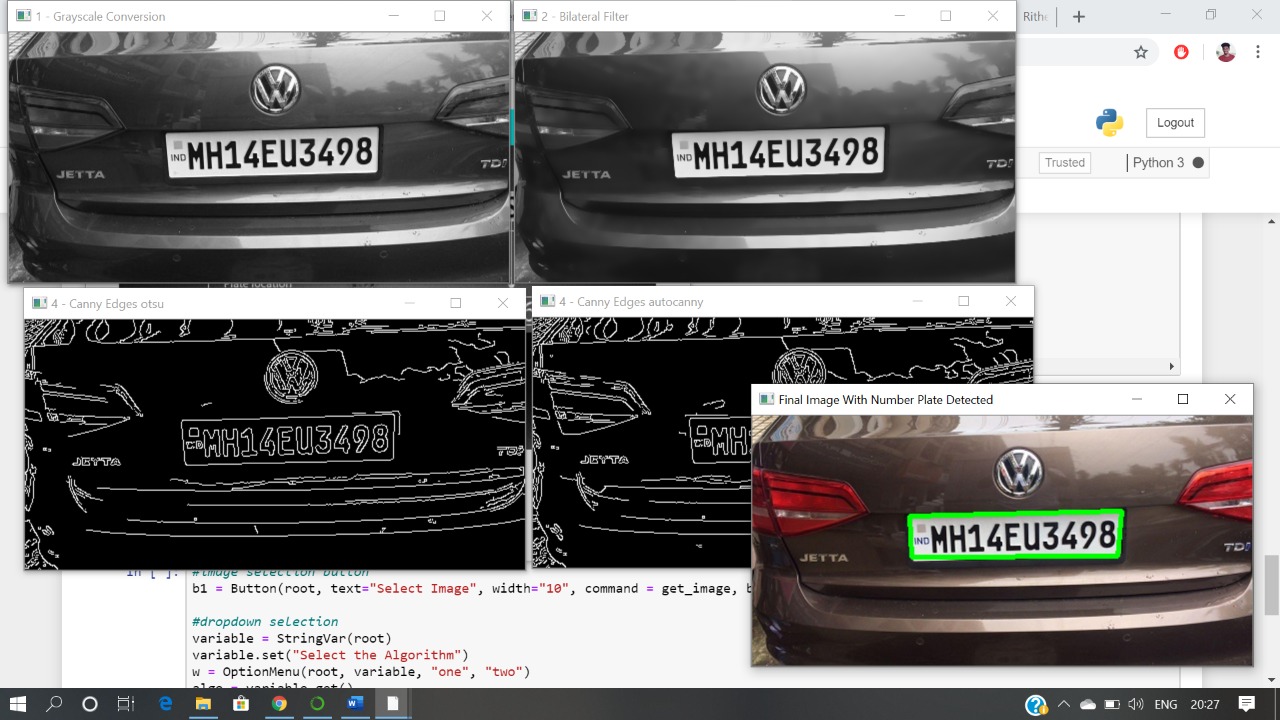 1 - Grayscale Conversion
IND MH14EU3498
JETTA
TDI
2 - Bilateral Filter
IND MH14EU3498
JETTA
Logout
Trusted
Python 3
Plate location
4 - Canny Edges otsu
MH14EU3498
JETTA
TDI
4 - Canny Edges autocanny
MH
JETTA
Final Image With Number Plate Detected
IND MH14EU3498
JETTA
TDI
In [ ]: #image selection button
b1 = Button(root, text="Select Image", width="10", command = get_image, b
#dropdown selection
variable = StringVar(root)
variable.set("Select the Algorithm")
w = OptionMenu(root, variable, "one", "two")
algo = variable.get()
ENG 20:27